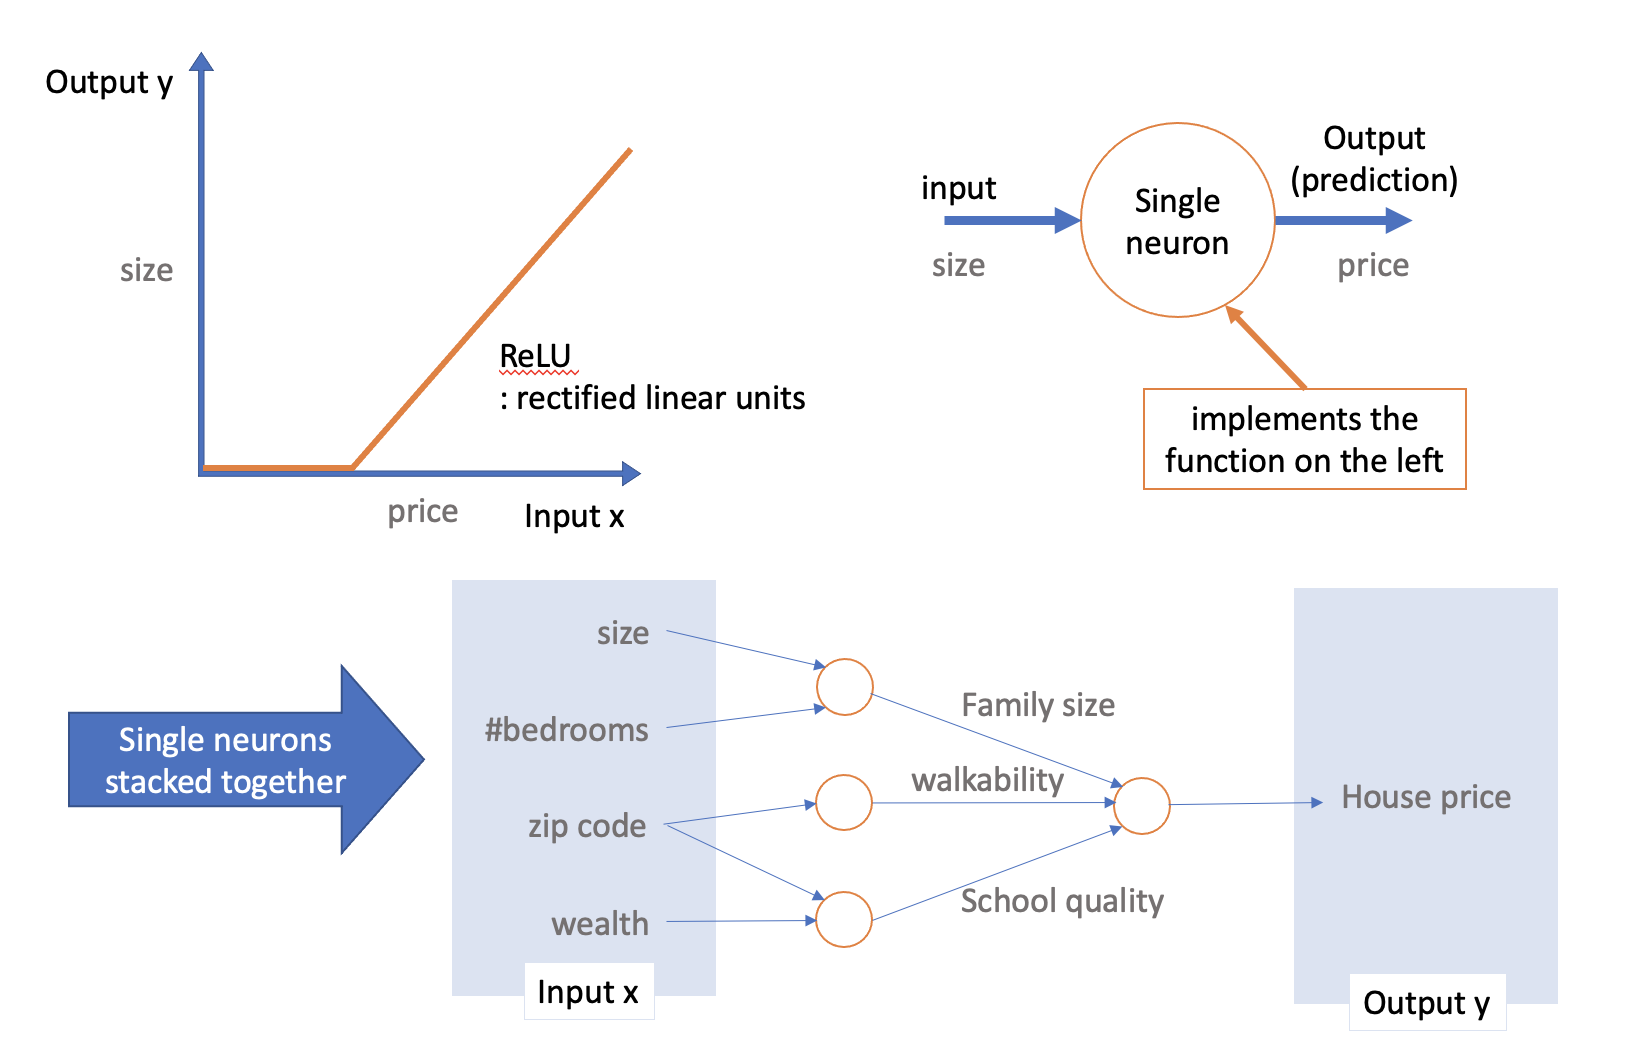 Output y
size
ReLU
: rectified linear units
price
Input x
input
size
Single
neuron
Output
(prediction)
price
implements the
function on the left
Single neurons
stacked together
size
#bedrooms
zip code
wealth
Input x
Family size
walkability
School quality
House price
Output y